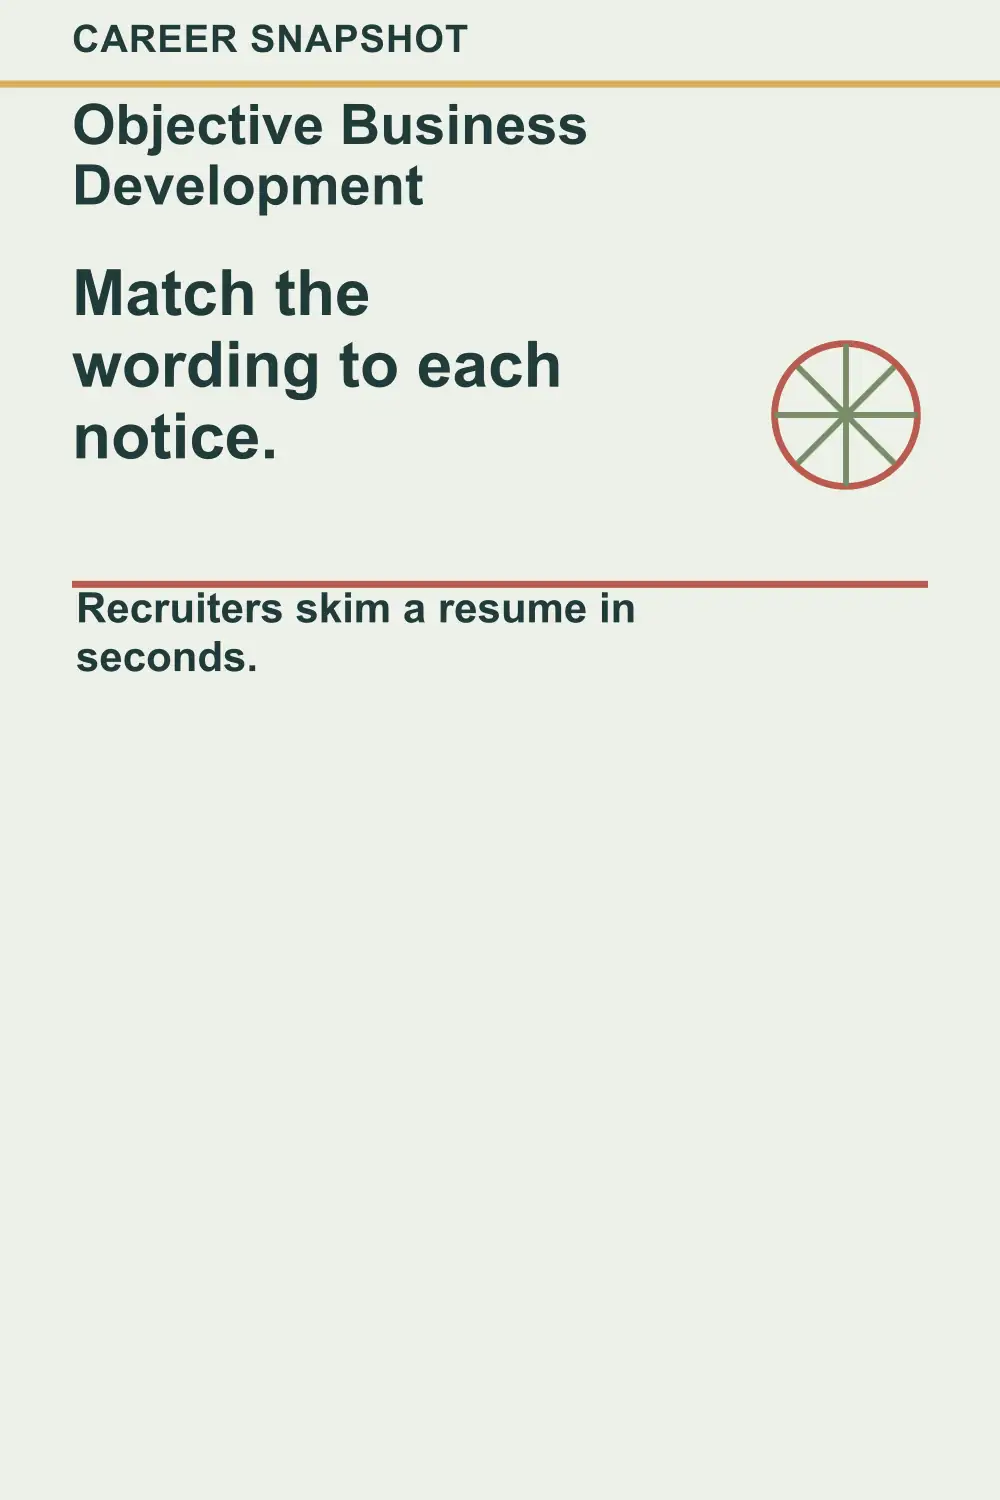 CAREER SNAPSHOT
Objective Business
Development
Match the
wording to each
notice.
Recruiters skim a resume in
seconds.